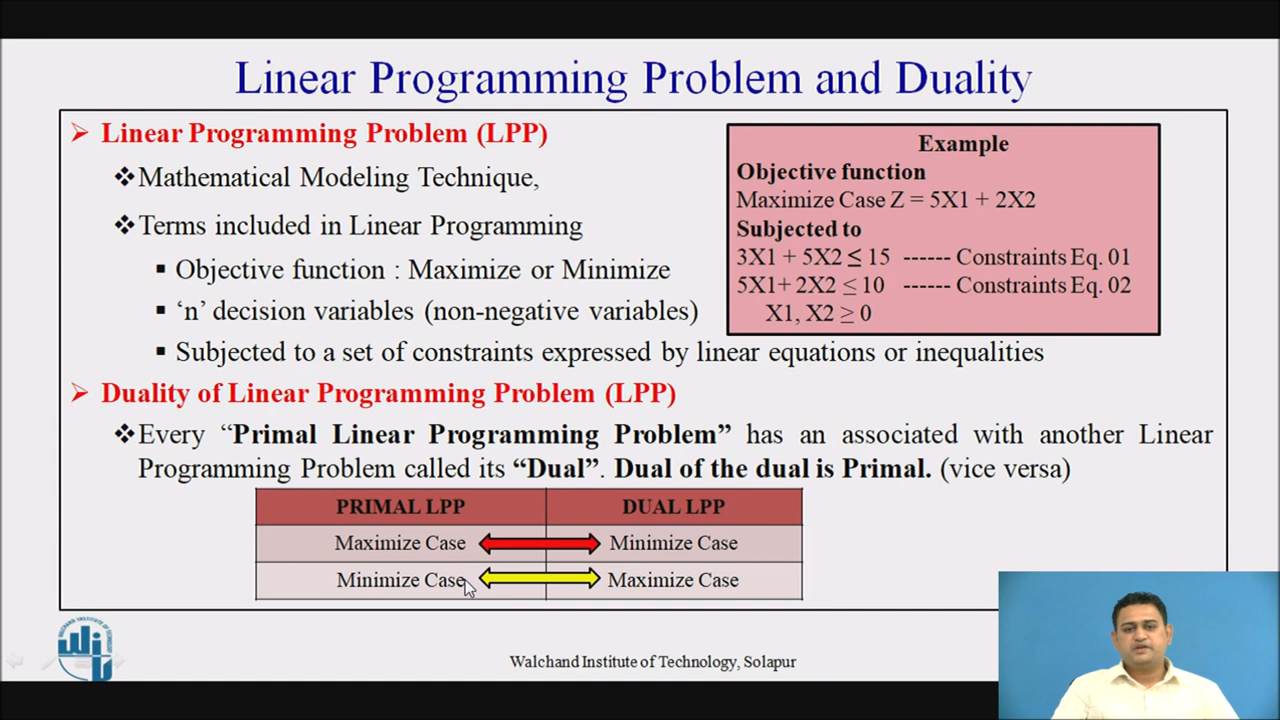 Linear Programming Problem and Duality
➢ Linear Programming Problem (LPP)
❖Mathematical Modeling Technique,
❖Terms included in Linear Programming
▪ Objective function : Maximize or Minimize
▪ ‘n’ decision variables (non-negative variables)
▪ Subjected to a set of constraints expressed by linear equations or inequalities
Example
Objective function
Maximize Case Z = 5X1 + 2X2
Subjected to
3X1 + 5X2 ≤ 15 ------ Constraints Eq. 01
5X1+ 2X2 ≤ 10 ------ Constraints Eq. 02
X1, X2 ≥ 0
➢ Duality of Linear Programming Problem (LPP)
❖Every “Primal Linear Programming Problem” has an associated with another Linear
Programming Problem called its “Dual”. Dual of the dual is Primal. (vice versa)
PRIMAL LPP DUAL LPP
Maximize Case Minimize Case
Minimize Case Maximize Case
Walchand Institute of Technology, Solapur